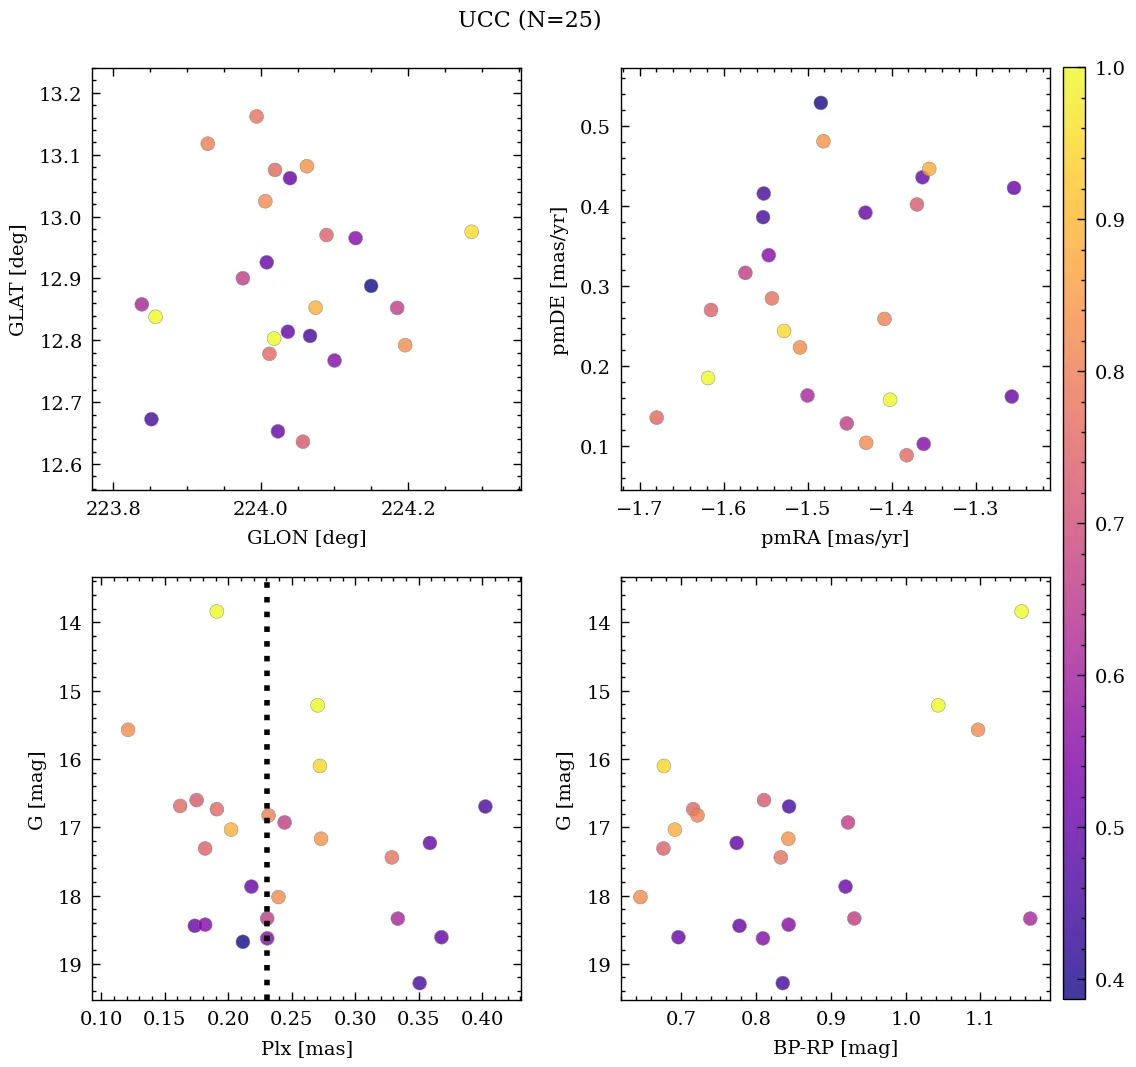 UCC (N=25)
13.2
13.1
13.0
12.9
12.8
12.7
12.6
GLAT [deg]
223.8 224.0 224.2
GLON [deg]
0.5
0.4
0.3
0.2
0.1
pmDE [mas/yr]
−1.7 −1.6 −1.5 −1.4 −1.3
pmRA [mas/yr]
1.0
0.9
0.8
0.7
0.6
0.5
0.4
14
15
16
17
18
19
G [mag]
0.10 0.15 0.20 0.25 0.30 0.35 0.40
Plx [mas]
14
15
16
17
18
19
G [mag]
0.7 0.8 0.9 1.0 1.1
BP-RP [mag]